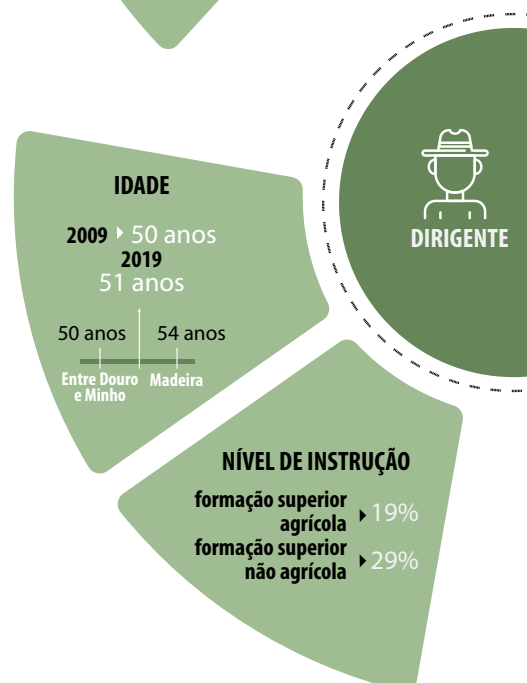 DIRIGENTE
IDADE
2009 50 anos
2019
51 anos
50 anos 54 anos
Entre Douro Madeira
e Minho
NÍVEL DE INSTRUÇÃO
formação superior
agrícola 19%
formação superior
não agrícola 29%